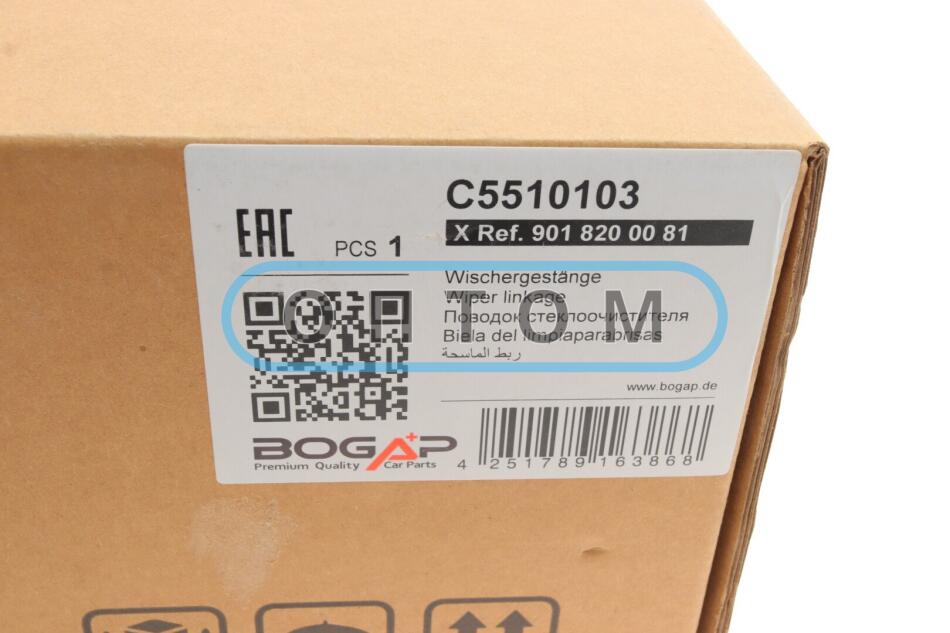 C5510103
X Ref. 901 820 00 81
EAC
PCS 1
Wischergestänge
Wiper linkage
Поводок стеклоочистителя
Biela del limpiaparabrisas
ربط الماسحة
OHTOM
www.bogap.de
BOGAP
Premium Quality Car Parts
4 251789 163868